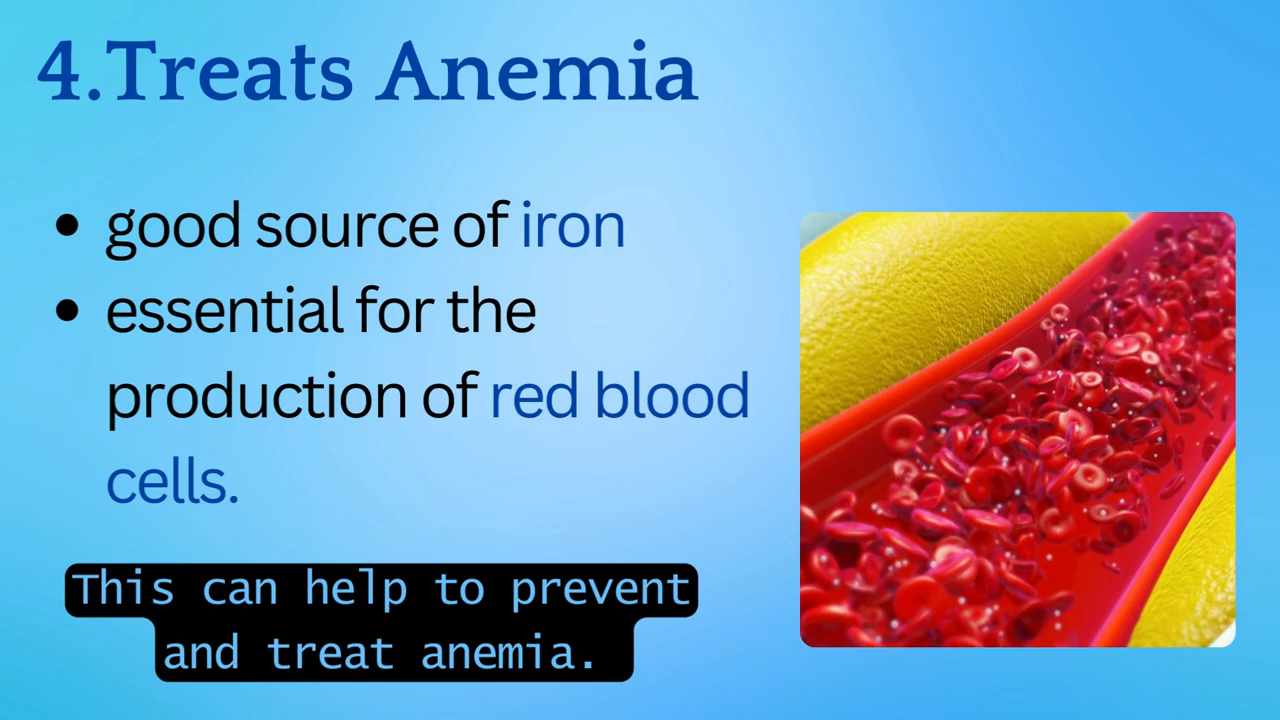 4.Treats Anemia
• good source of iron
• essential for the
production of red blood
cells.
This can help to prevent
and treat anemia.